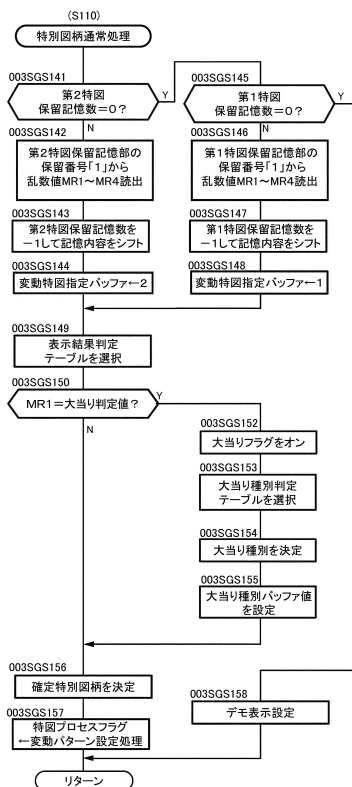 (S110)
特別図柄通常処理
003SGS141
第2特図
保留記憶数=0?
Y
N
003SGS142
第2特図保留記憶部の
保留番号「1」から
乱数値MR1～MR4読出
003SGS143
第2特図保留記憶数を
－1して記憶内容をシフト
003SGS144
変動特図指定バッファ←2
003SGS145
第1特図
保留記憶数=0?
Y
N
003SGS146
第1特図保留記憶部の
保留番号「1」から
乱数値MR1～MR4読出
003SGS147
第1特図保留記憶数を
－1して記憶内容をシフト
003SGS148
変動特図指定バッファ←1
003SGS149
表示結果判定
テーブルを選択
003SGS150
MR1=大当り判定値?
Y
N
003SGS152
大当りフラグをオン
003SGS153
大当り種別判定
テーブルを選択
003SGS154
大当り種別を決定
003SGS155
大当り種別バッファ値
を設定
003SGS156
確定特別図柄を決定
003SGS157
特図プロセスフラグ
←変動パターン設定処理
003SGS158
デモ表示設定
リターン